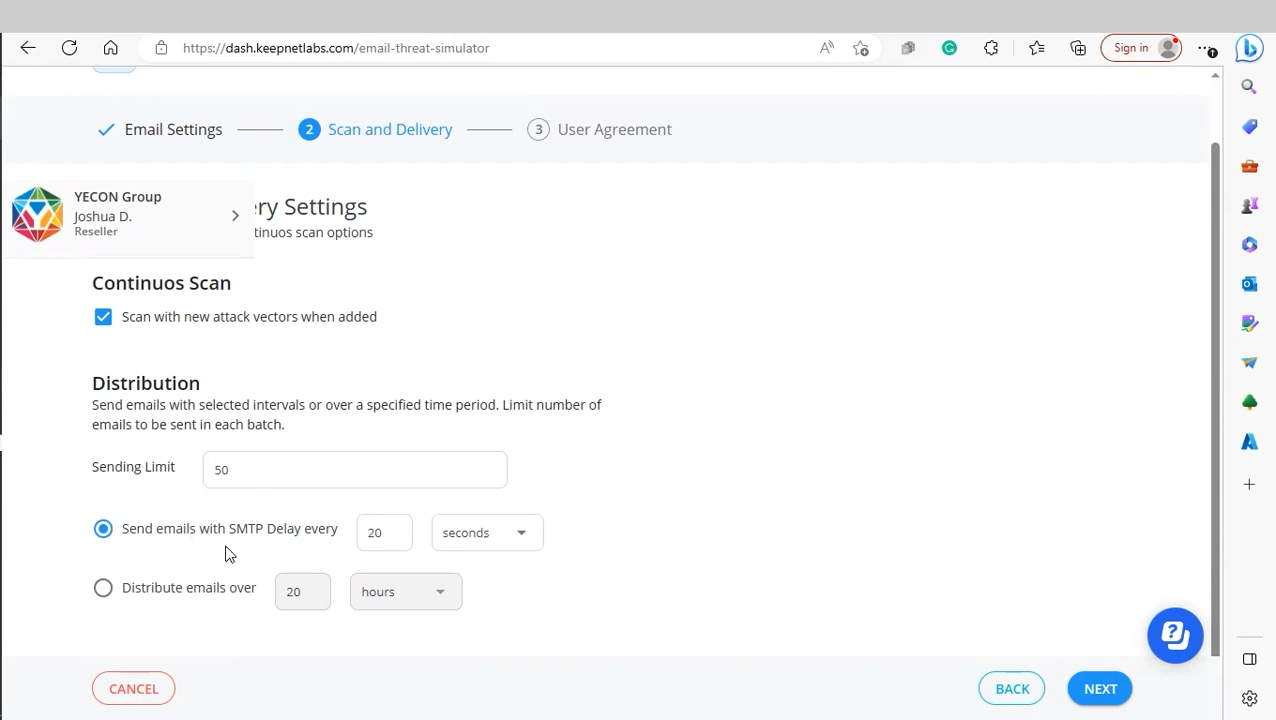 https://dash.keepnetlabs.com/email-threat-simulator
Sign in
Email Settings
2
Scan and Delivery
3
User Agreement
YECON Group
Joshua D.
Reseller
ery Settings
tinuos scan options
Continuos Scan
Scan with new attack vectors when added
Distribution
Send emails with selected intervals or over a specified time period. Limit number of
emails to be sent in each batch.
Sending Limit
50
Send emails with SMTP Delay every
20
seconds
Distribute emails over
20
hours
CANCEL
BACK
NEXT